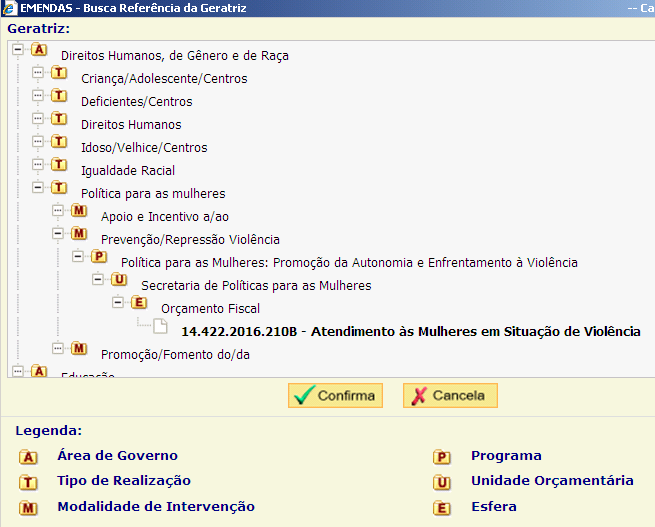 EMENDAS - Busca Referência da Geratriz -- Ca
Geratriz:
A Direitos Humanos, de Gênero e de Raça
T Criança/Adolescente/Centros
T Deficientes/Centros
T Direitos Humanos
T Idoso/Velhice/Centros
T Igualdade Racial
T Política para as mulheres
M Apoio e Incentivo a/ao
M Prevenção/Repressão Violência
P Política para as Mulheres: Promoção da Autonomia e Enfrentamento à Violência
U Secretaria de Políticas para as Mulheres
E Orçamento Fiscal
14.422.2016.210B - Atendimento às Mulheres em Situação de Violência
M Promoção/Fomento do/da
A Educação
Confirma Cancela
Legenda:
A Área de Governo P Programa
T Tipo de Realização U Unidade Orçamentária
M Modalidade de Intervenção E Esfera